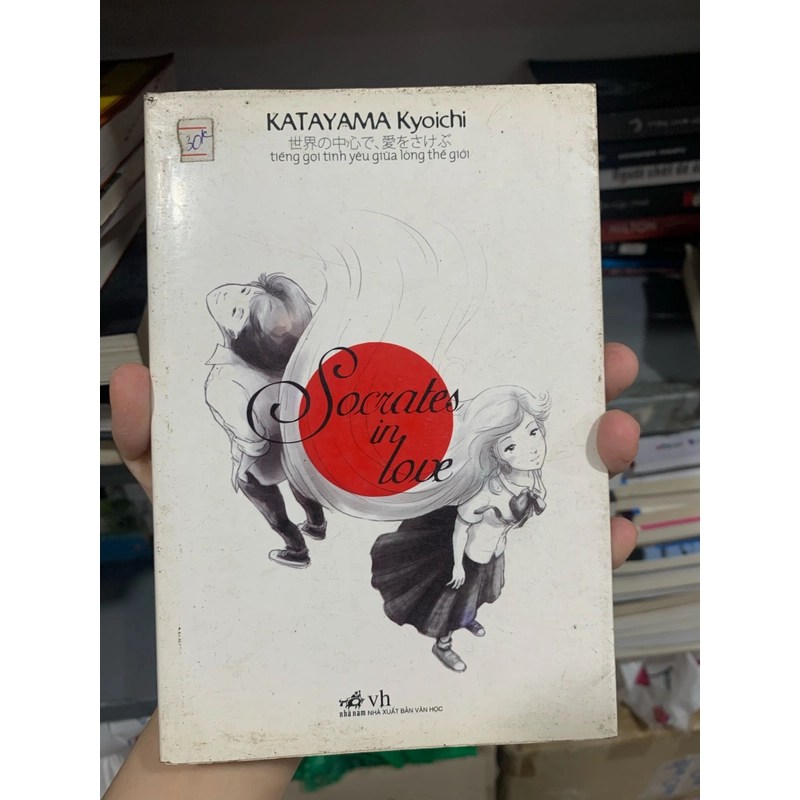 30K
KATAYAMA Kyoichi
世界の中心で、愛をさけぶ
tiếng gọi tình yêu giữa lòng thế giới
Socrates
in
love
nhã nam
vh
NHÀ XUẤT BẢN VĂN HỌC
HILTON